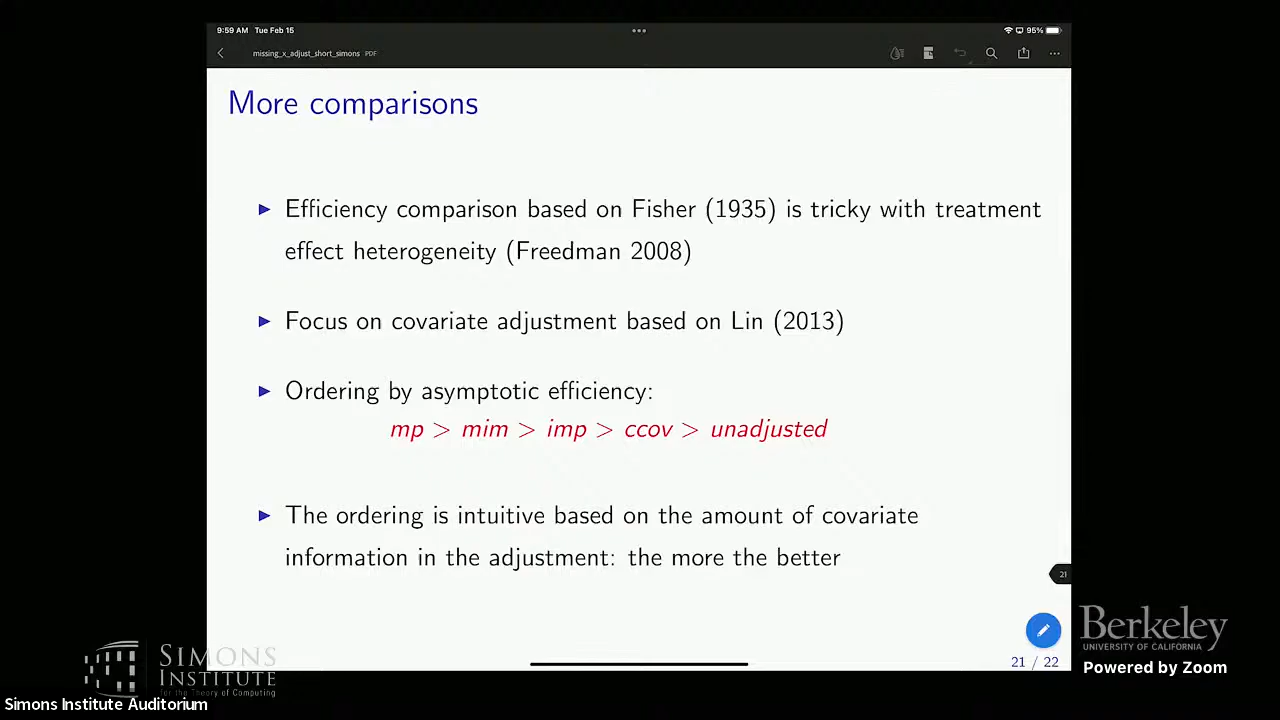 9:59 AM Tue Feb 15
95%
missing_x_adjust_short_simons PDF
More comparisons
▶ Efficiency comparison based on Fisher (1935) is tricky with treatment
effect heterogeneity (Freedman 2008)
▶ Focus on covariate adjustment based on Lin (2013)
▶ Ordering by asymptotic efficiency:
mp > mim > imp > ccov > unadjusted
▶ The ordering is intuitive based on the amount of covariate
information in the adjustment: the more the better
21
21 / 22
SIMONS
INSTITUTE
for the Theory of Computing
Berkeley
UNIVERSITY OF CALIFORNIA
Powered by Zoom
Simons Institute Auditorium